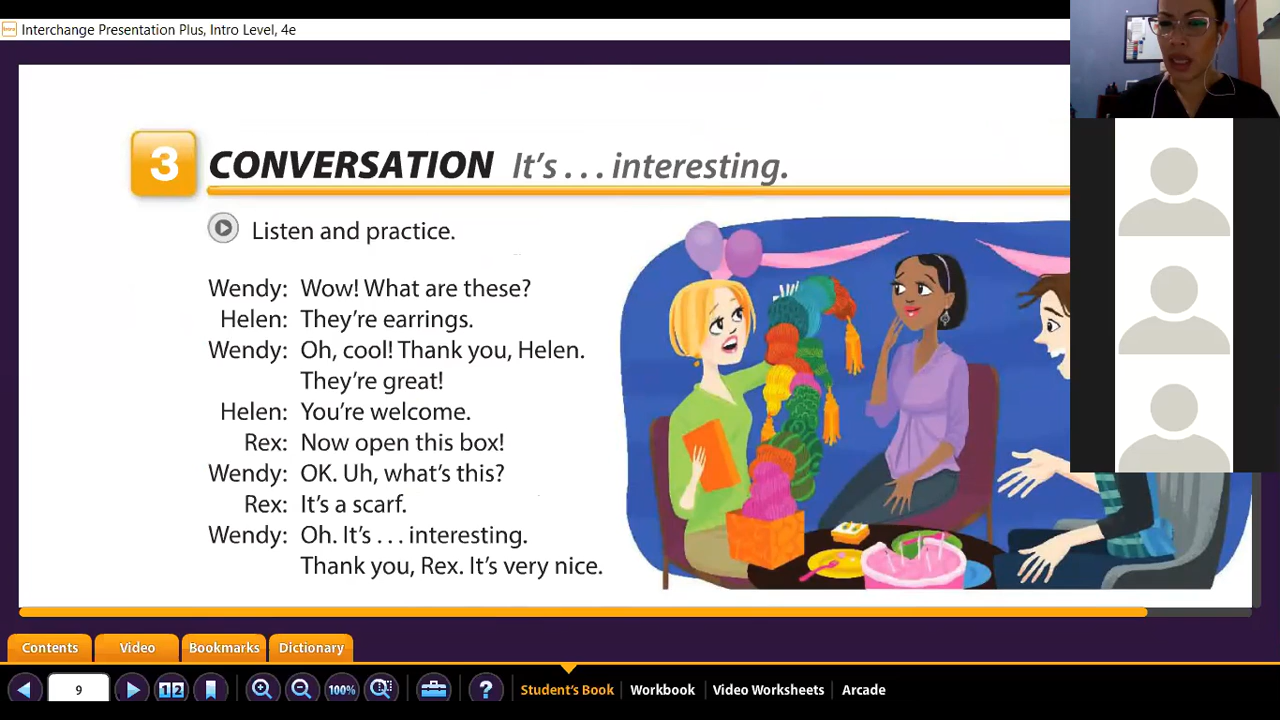 Interchange Presentation Plus, Intro Level, 4e
3 CONVERSATION It's . . . interesting.
Listen and practice.
Wendy: Wow! What are these?
Helen: They're earrings.
Wendy: Oh, cool! Thank you, Helen.
They're great!
Helen: You're welcome.
Rex: Now open this box!
Wendy: OK. Uh, what's this?
Rex: It's a scarf.
Wendy: Oh. It's . . . interesting.
Thank you, Rex. It's very nice.
Contents Video Bookmarks Dictionary
9 12 100% ? Student's Book Workbook Video Worksheets Arcade